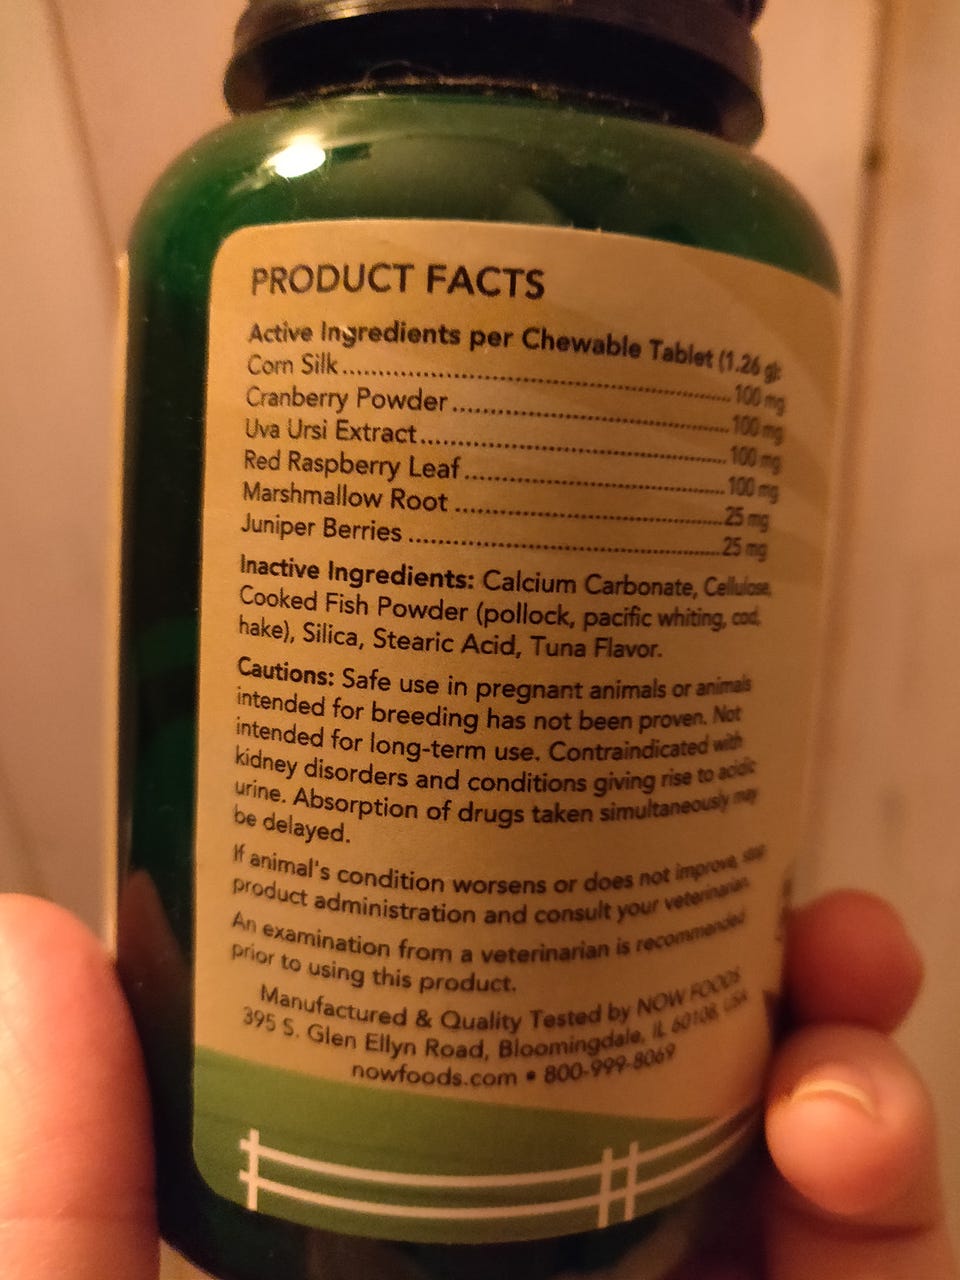 PRODUCT FACTS
Active Ingredients per Chewable Tablet (1.26 g):
Corn Silk........................................................100 mg
Cranberry Powder........................................100 mg
Uva Ursi Extract............................................100 mg
Red Raspberry Leaf......................................100 mg
Marshmallow Root ........................................25 mg
Juniper Berries ..............................................25 mg
Inactive Ingredients: Calcium Carbonate, Cellulose,
Cooked Fish Powder (pollock, pacific whiting, cod,
hake), Silica, Stearic Acid, Tuna Flavor.
Cautions: Safe use in pregnant animals or animals
intended for breeding has not been proven. Not
intended for long-term use. Contraindicated with
kidney disorders and conditions giving rise to acidic
urine. Absorption of drugs taken simultaneously may
be delayed.
If animal's condition worsens or does not improve, stop
product administration and consult your veterinarian.
An examination from a veterinarian is recommended
prior to using this product.
Manufactured & Quality Tested by NOW FOODS
395 S. Glen Ellyn Road, Bloomingdale, IL 60108, USA
nowfoods.com • 800-999-8069